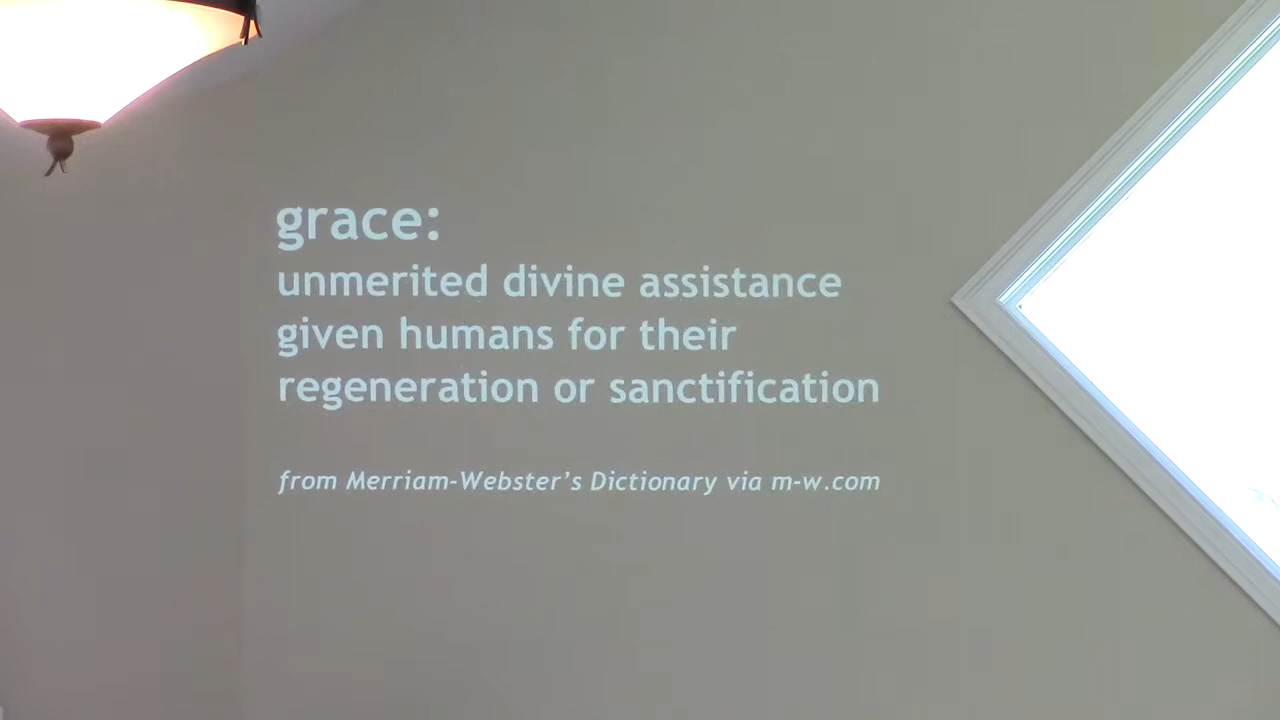 grace:
unmerited divine assistance
given humans for their
regeneration or sanctification
from Merriam-Webster's Dictionary via m-w.com